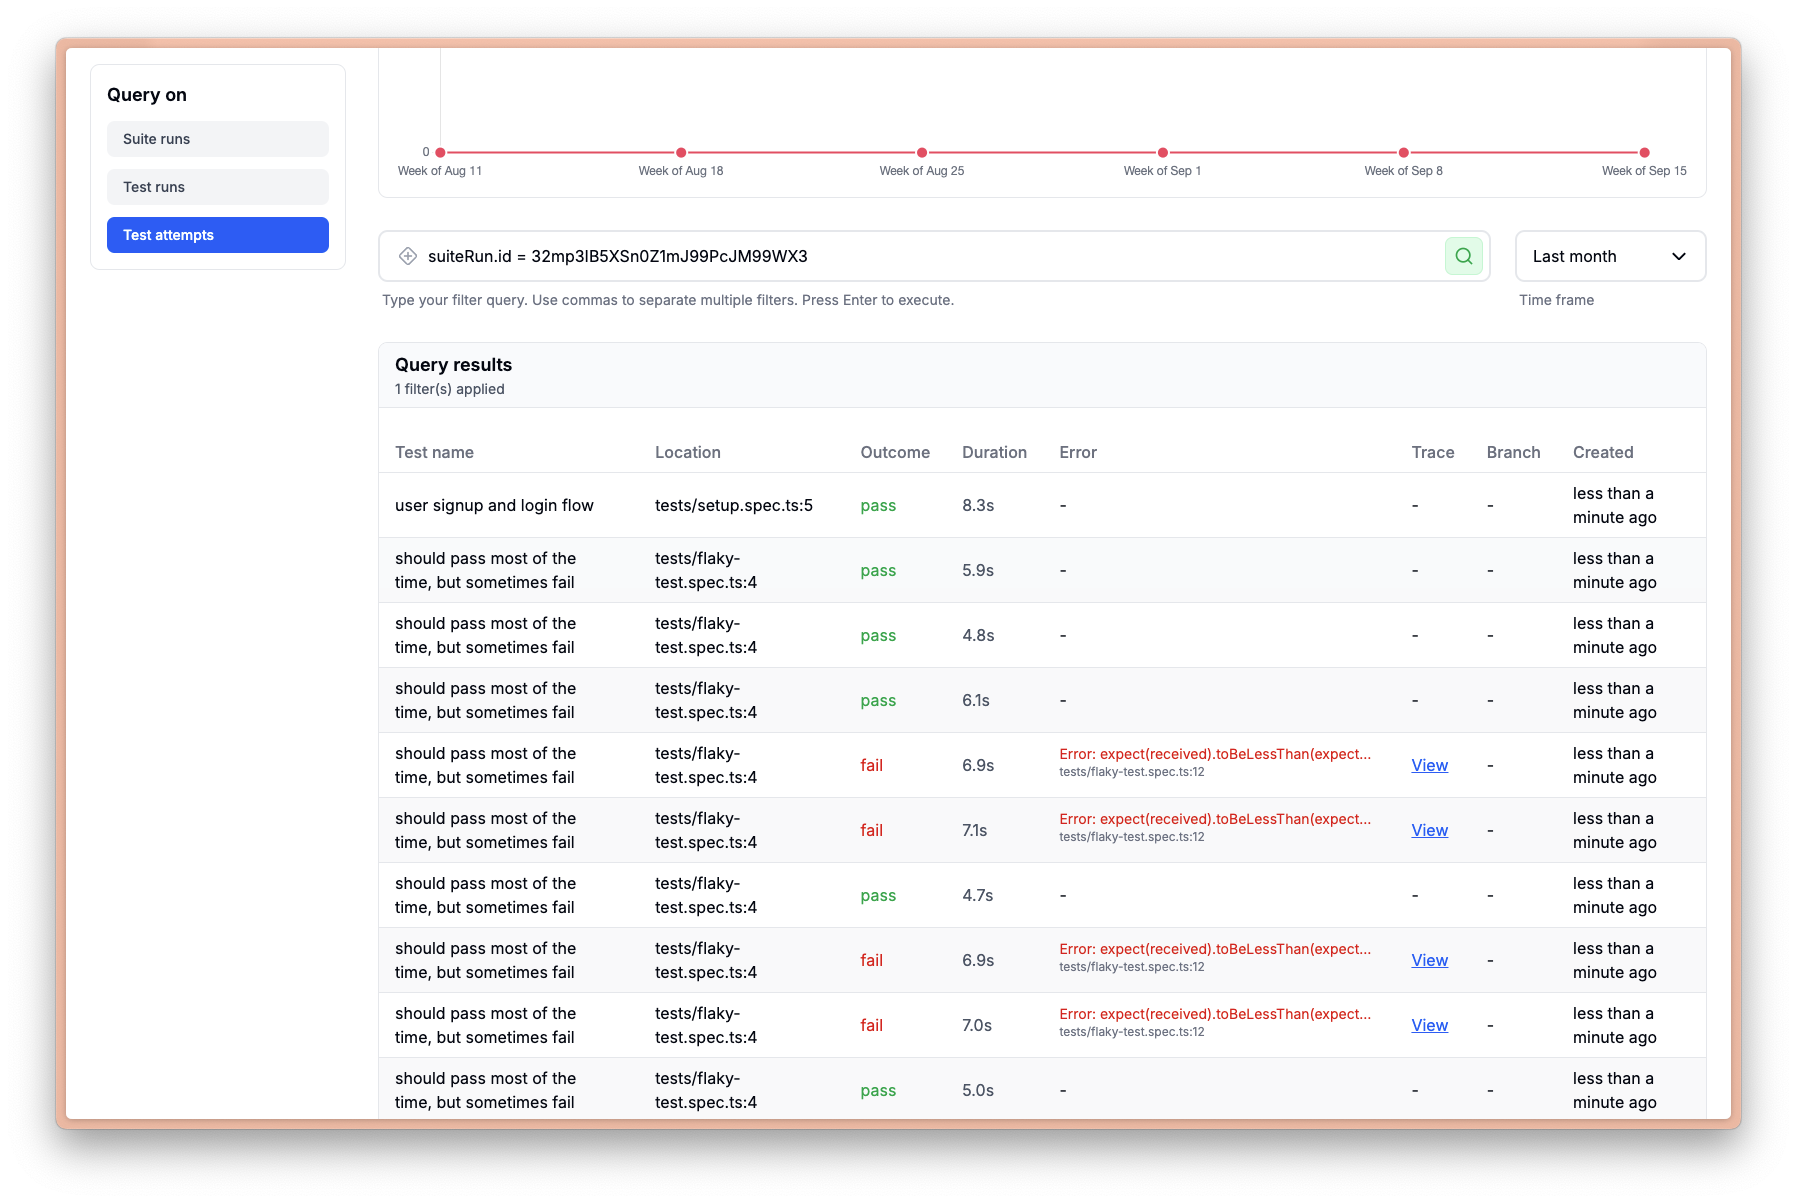 Query on
Suite runs
Test runs
Test attempts
0
Week of Aug 11
Week of Aug 18
Week of Aug 25
Week of Sep 1
Week of Sep 8
Week of Sep 15
suiteRun.id = 32mp3IB5XSn0Z1mJ99PcJM99WX3
Last month
Type your filter query. Use commas to separate multiple filters. Press Enter to execute.
Time frame
Query results
1 filter(s) applied
Test name Location Outcome Duration Error Trace Branch Created
user signup and login flow tests/setup.spec.ts:5 pass 8.3s - - - less than a
minute ago
should pass most of the tests/flaky- pass 5.9s - - - less than a
time, but sometimes fail test.spec.ts:4 minute ago
should pass most of the tests/flaky- pass 4.8s - - - less than a
time, but sometimes fail test.spec.ts:4 minute ago
should pass most of the tests/flaky- pass 6.1s - - - less than a
time, but sometimes fail test.spec.ts:4 minute ago
should pass most of the tests/flaky- fail 6.9s Error: expect(received).toBeLessThan(expect... View - less than a
time, but sometimes fail test.spec.ts:4 tests/flaky-test.spec.ts:12 minute ago
should pass most of the tests/flaky- fail 7.1s Error: expect(received).toBeLessThan(expect... View - less than a
time, but sometimes fail test.spec.ts:4 tests/flaky-test.spec.ts:12 minute ago
should pass most of the tests/flaky- pass 4.7s - - - less than a
time, but sometimes fail test.spec.ts:4 minute ago
should pass most of the tests/flaky- fail 6.9s Error: expect(received).toBeLessThan(expect... View - less than a
time, but sometimes fail test.spec.ts:4 tests/flaky-test.spec.ts:12 minute ago
should pass most of the tests/flaky- fail 7.0s Error: expect(received).toBeLessThan(expect... View - less than a
time, but sometimes fail test.spec.ts:4 tests/flaky-test.spec.ts:12 minute ago
should pass most of the tests/flaky- pass 5.0s - - - less than a
time, but sometimes fail test.spec.ts:4 minute ago